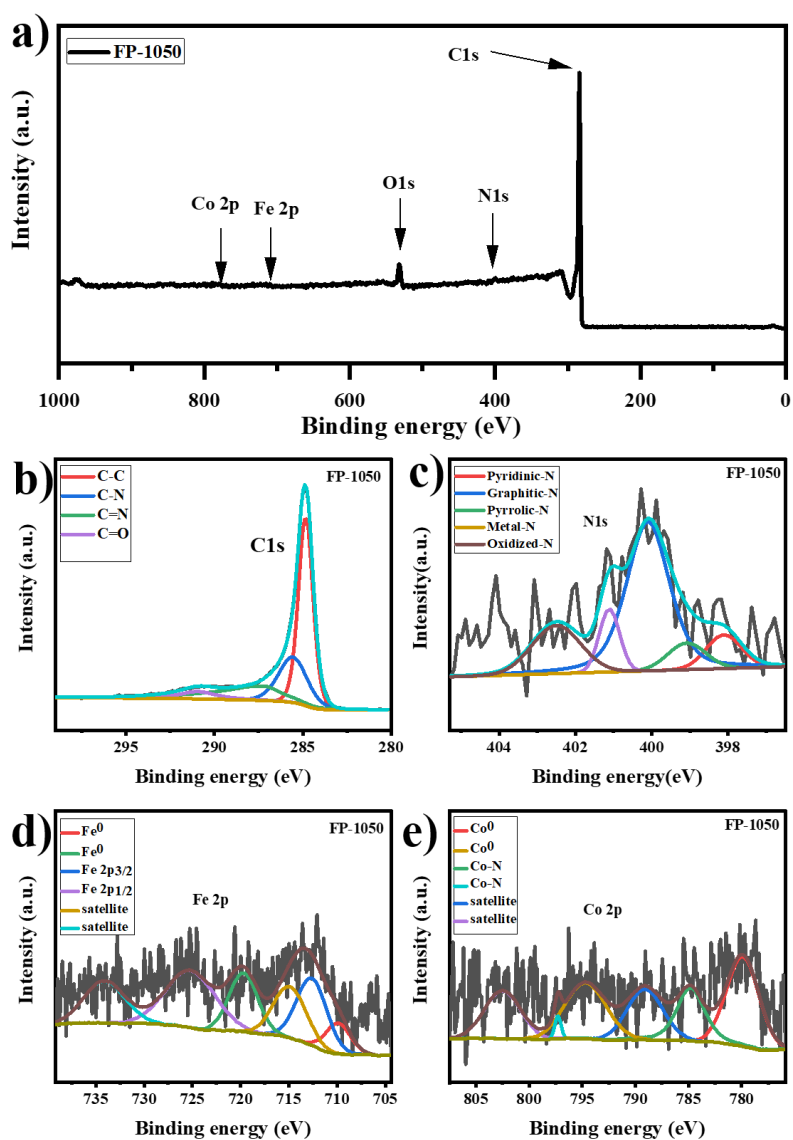 a)
FP-1050
C1s
O1s
N1s
Co 2p
Fe 2p
Intensity (a.u.)
1000 800 600 400 200 0
Binding energy (eV)
b)
C-C
C-N
C=N
C=O
FP-1050
C1s
Intensity (a.u.)
295 290 285 280
Binding energy (eV)
c)
Pyridinic-N
Graphitic-N
Pyrrolic-N
Metal-N
Oxidized-N
FP-1050
N1s
Intensity(a.u.)
404 402 400 398
Binding energy(eV)
d)
Fe⁰
Fe⁰
Fe 2p3/2
Fe 2p1/2
satellite
satellite
FP-1050
Fe 2p
Intensity (a.u.)
735 730 725 720 715 710 705
Binding energy (eV)
e)
Co⁰
Co⁰
Co-N
Co-N
satellite
satellite
FP-1050
Co 2p
Intensity (a.u.)
805 800 795 790 785 780
Binding energy (eV)